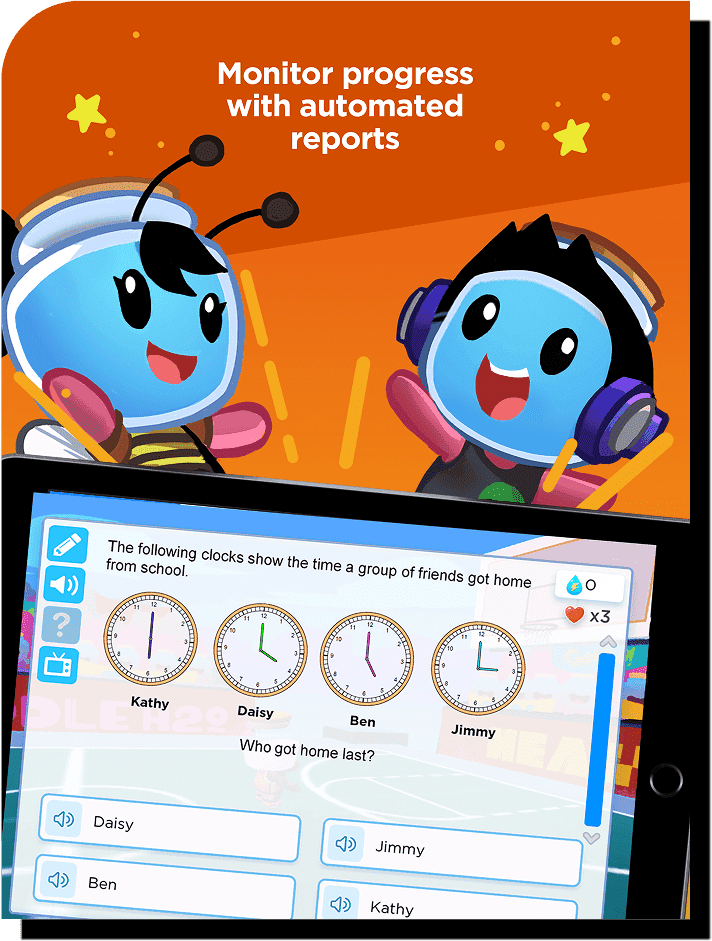 Monitor progress
with automated
reports
The following clocks show the time a group of friends got home
from school.
0
x3
?
Kathy
Daisy
Ben
Jimmy
Who got home last?
Daisy
Jimmy
Ben
Kathy